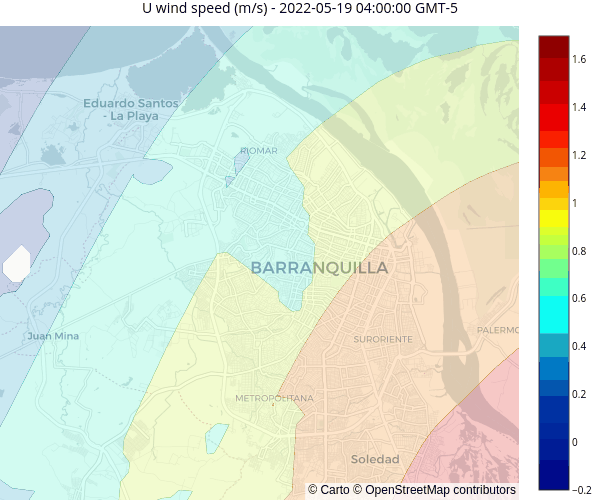 U wind speed (m/s) - 2022-05-19 04:00:00 GMT-5
Eduardo Santos
- La Playa
RIOMAR
BARRANQUILLA
Juan Mina
SURORIENTE
PALERMO
METROPOLITANA
Soledad
© Carto © OpenStreetMap contributors
1.6
1.4
1.2
1
0.8
0.6
0.4
0.2
0
−0.2